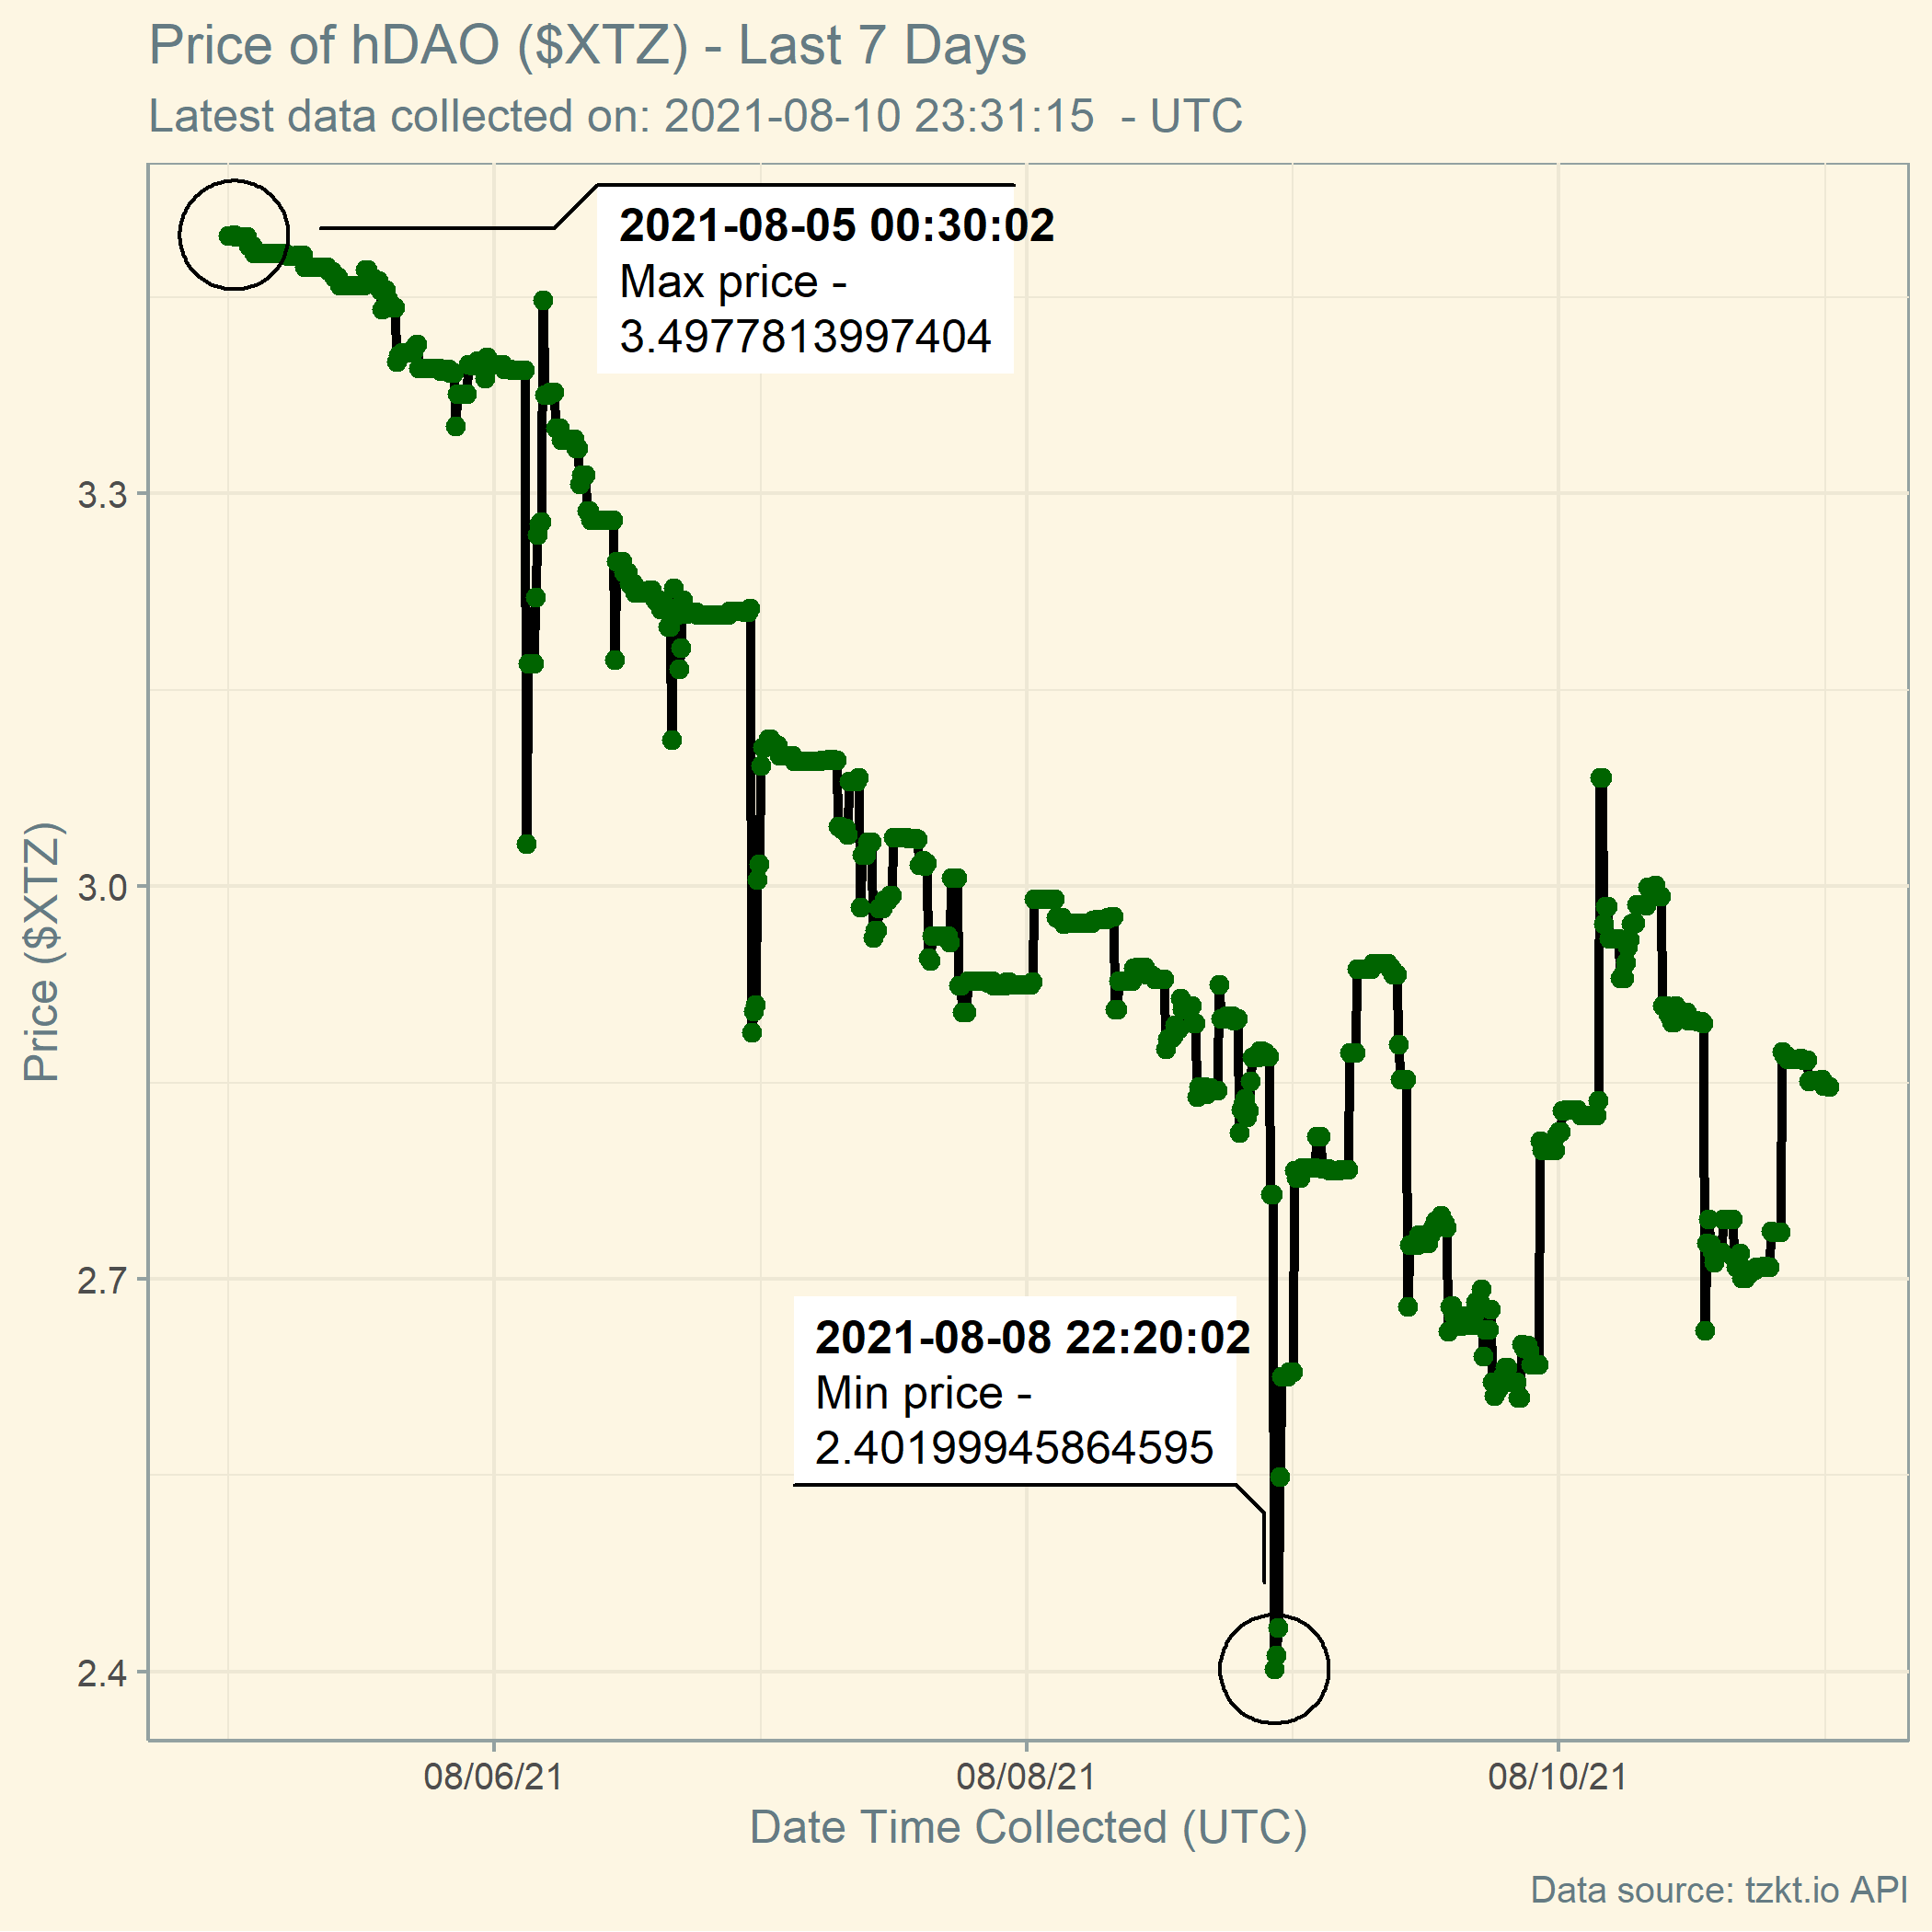 Price of hDAO ($XTZ) - Last 7 Days
Latest data collected on: 2021-08-10 23:31:15  - UTC
2021-08-05 00:30:02
Max price -
3.4977813997404
3.3
3.0
2.7
2.4
Price ($XTZ)
2021-08-08 22:20:02
Min price -
2.40199945864595
08/06/21
08/08/21
08/10/21
Date Time Collected (UTC)
Data source: tzkt.io API